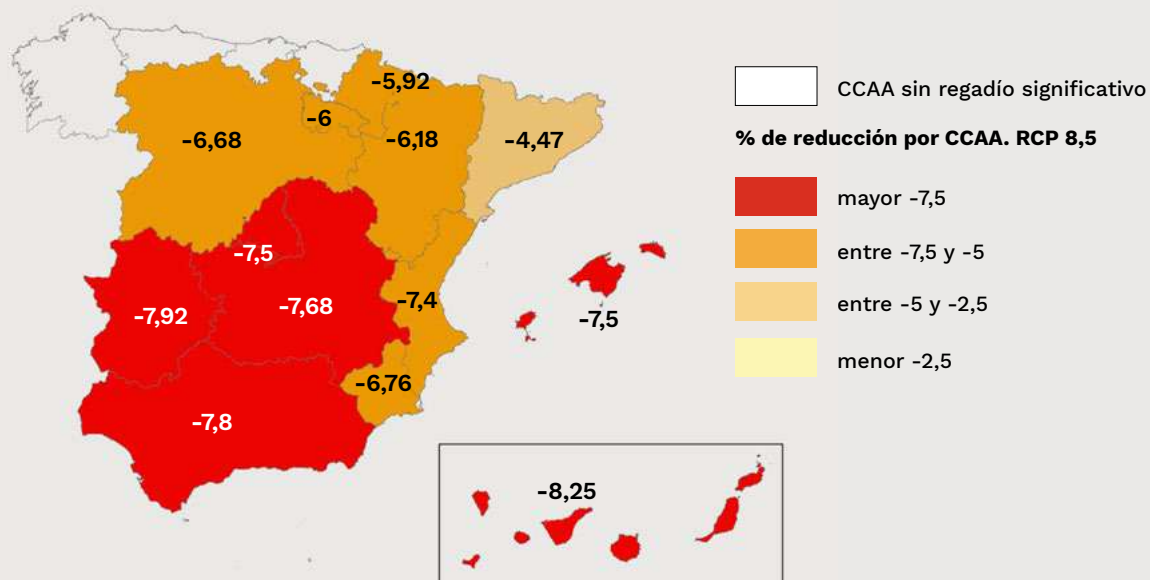 -5,92
-6
-6,68
-6,18
-4,47
-7,5
-7,68
-7,4
-7,92
-7,5
-6,76
-7,8
-8,25
CCAA sin regadío significativo
% de reducción por CCAA. RCP 8,5
mayor -7,5
entre -7,5 y -5
entre -5 y -2,5
menor -2,5